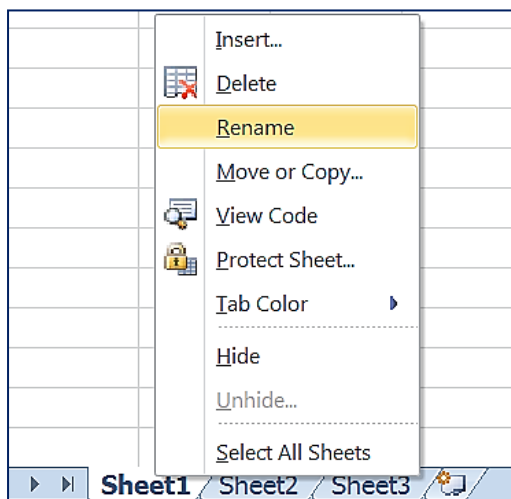 Insert...
Delete
Rename
Move or Copy...
View Code
Protect Sheet...
Tab Color
Hide
Unhide...
Select All Sheets
Sheet1 Sheet2 Sheet3